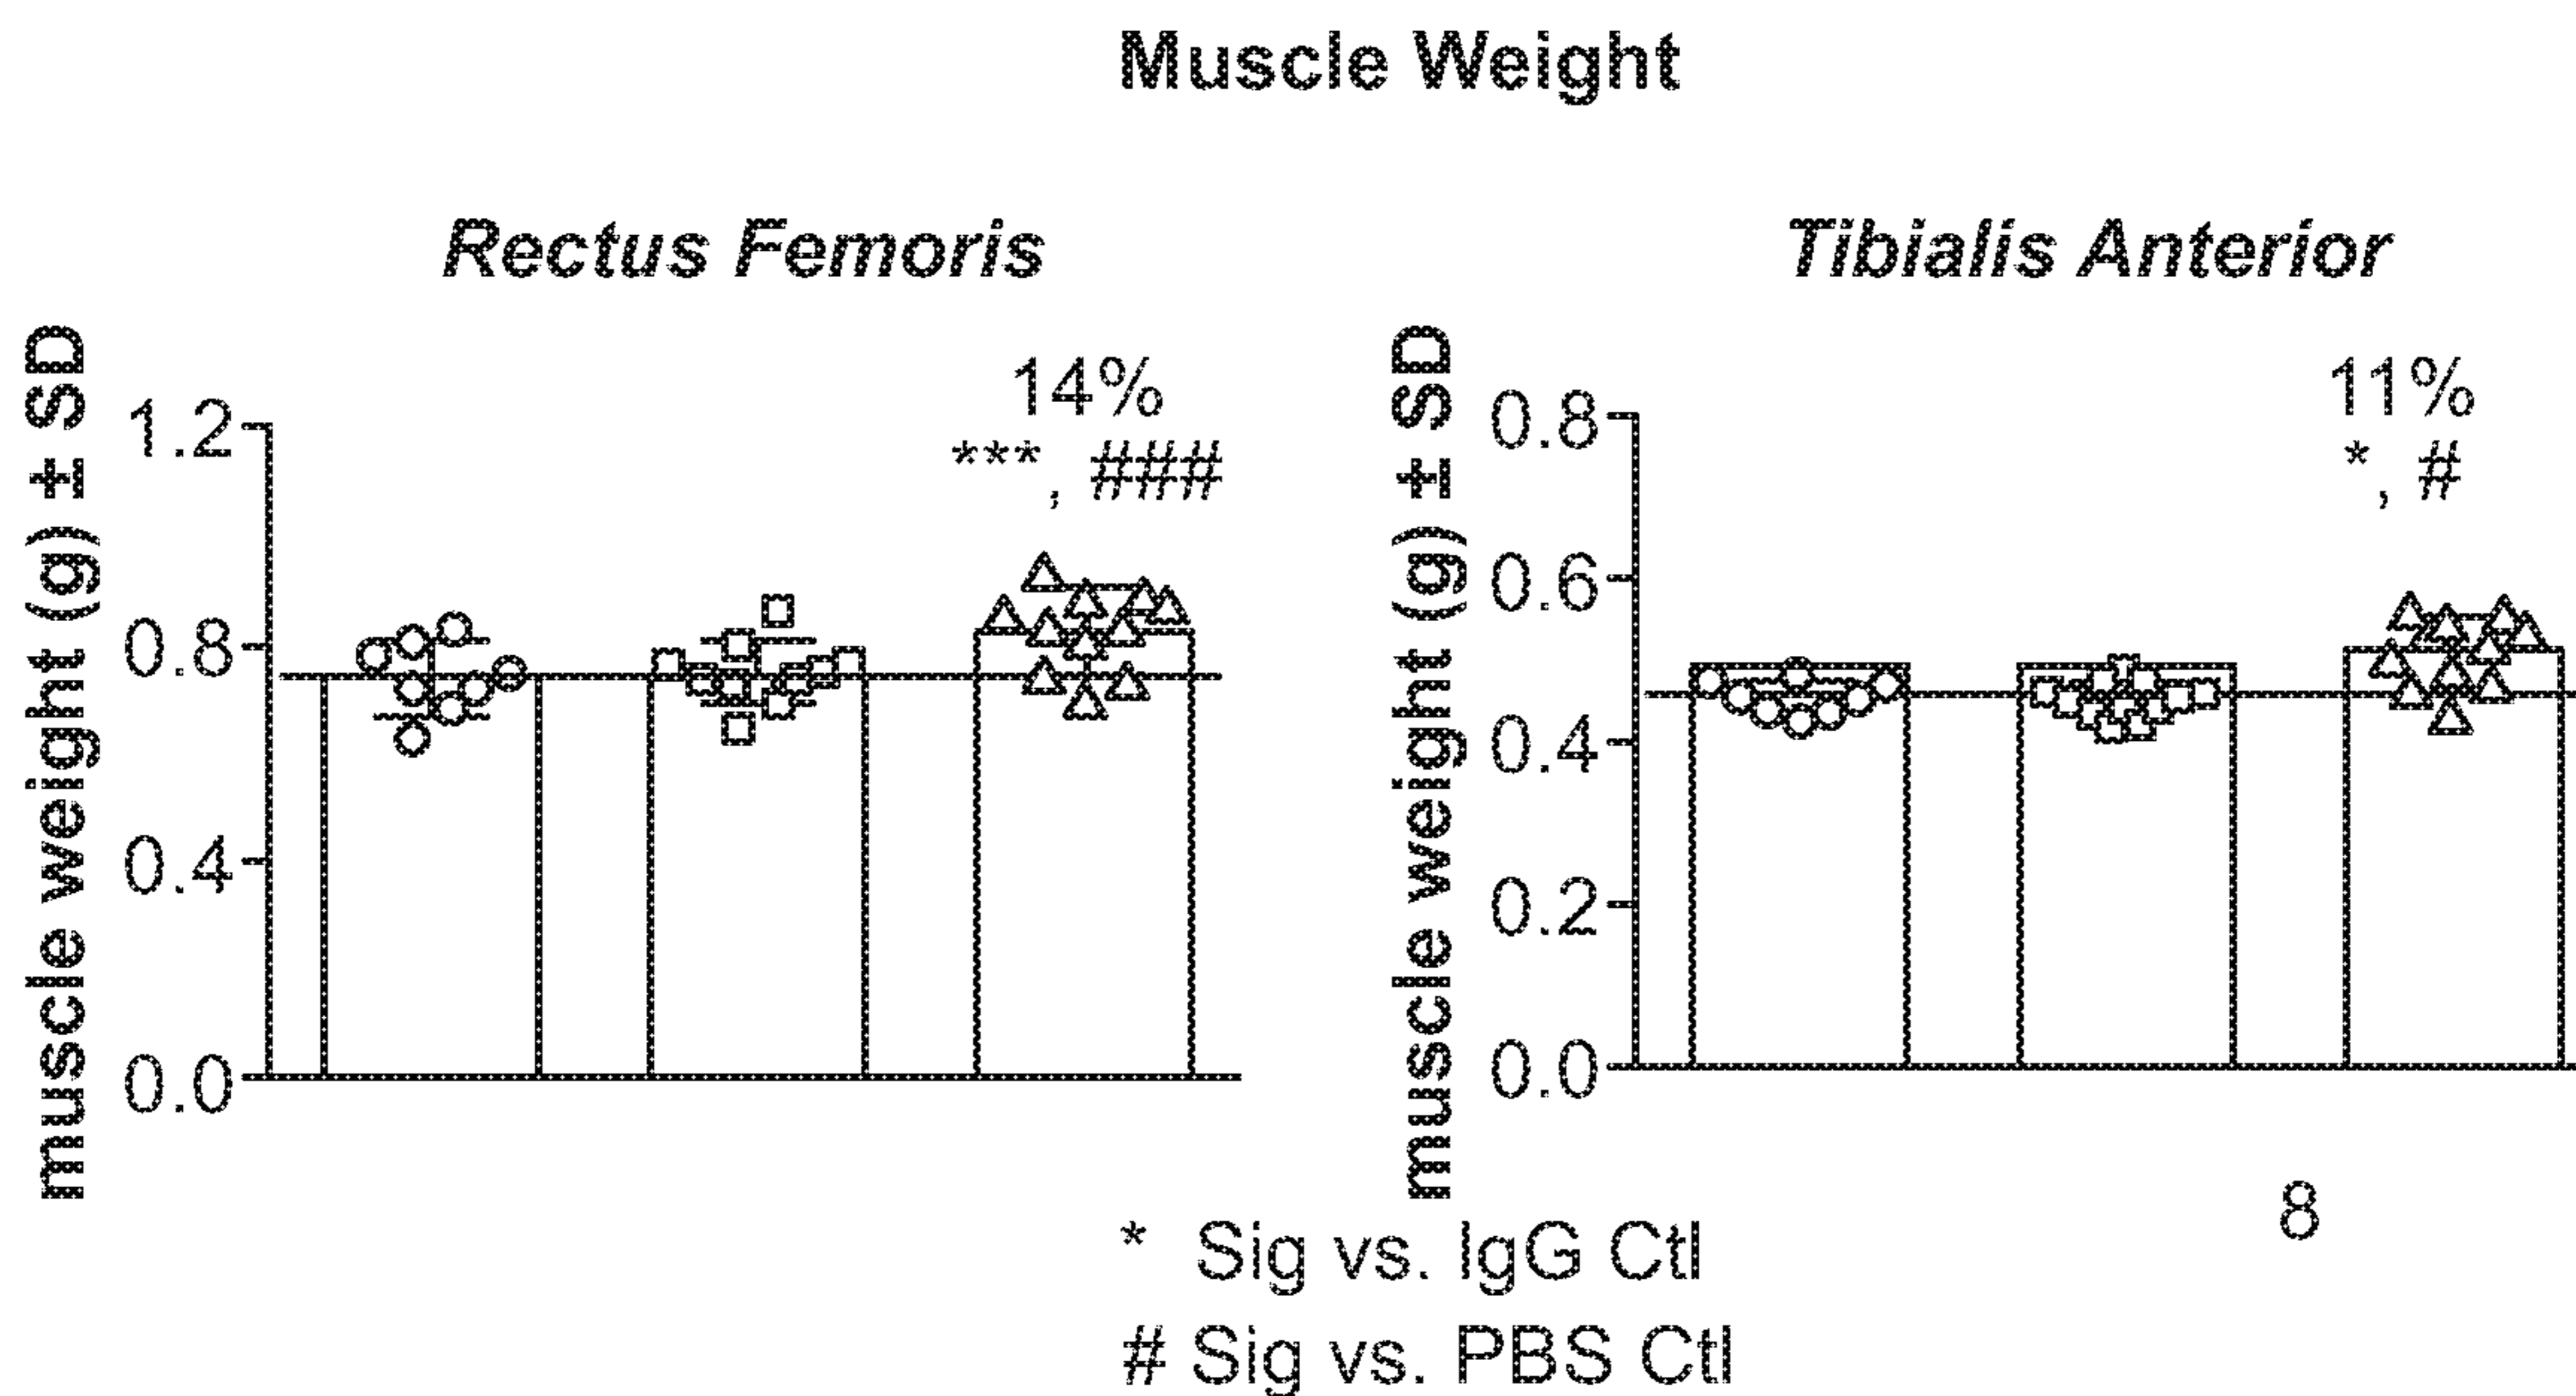 Muscle Weight
Rectus Femoris
muscle weight (g) ± SD
1.2
0.8
0.4
0.0
14%
***, ###
Tibialis Anterior
muscle weight (g) ± SD
0.8
0.6
0.4
0.2
0.0
11%
*, #
8
* Sig vs. IgG Ctl
# Sig vs. PBS Ctl